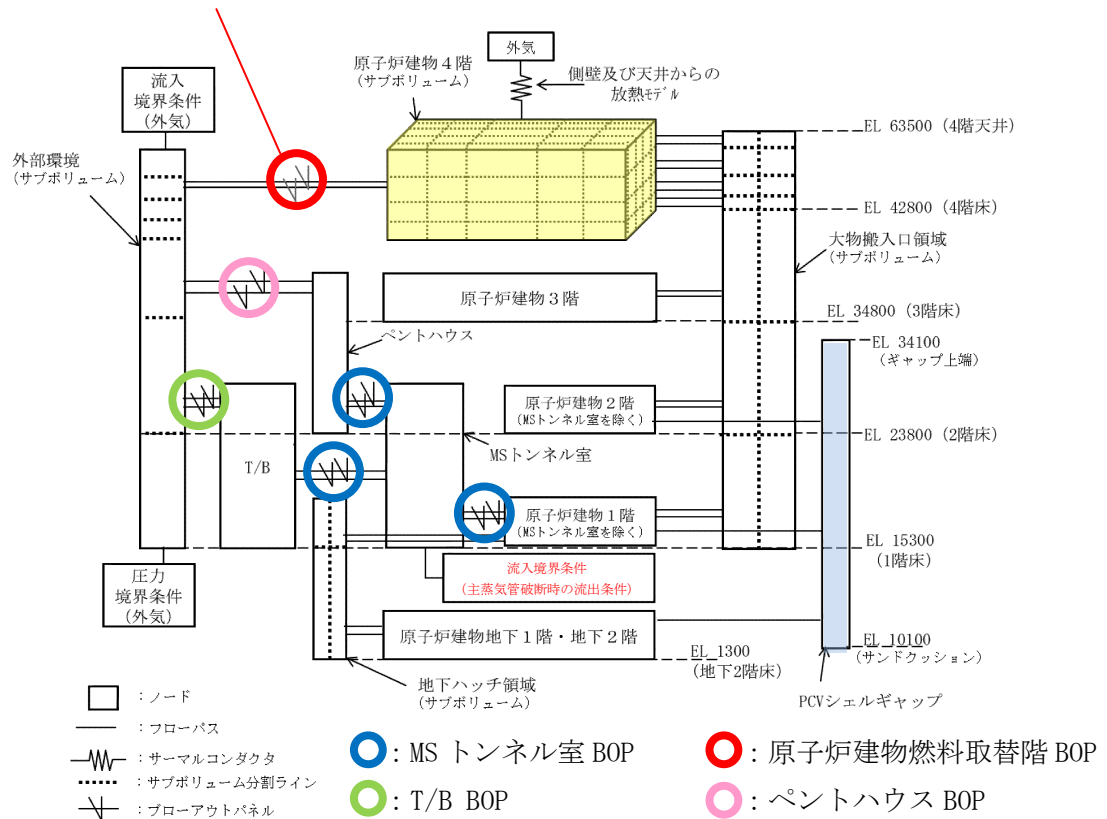 外気
原子炉建物４階
(サブボリューム)
側壁及び天井からの
放熱ﾓﾃﾞﾙ
流入
境界条件
(外気)
EL 63500 (4階天井)
外部環境
(サブボリューム)
EL 42800 (4階床)
大物搬入口領域
(サブボリューム)
原子炉建物３階
EL 34800 (3階床)
ペントハウス
EL 34100
(ギャップ上端)
原子炉建物２階
(MSトンネル室を除く)
EL 23800 (2階床)
MSトンネル室
T/B
原子炉建物１階
(MSトンネル室を除く)
EL 15300
(1階床)
流入境界条件
(主蒸気管破断時の流出条件)
圧力
境界条件
(外気)
原子炉建物地下１階・地下２階
EL 10100
(サンドクッション)
EL 1300
(地下2階床)
地下ハッチ領域
(サブボリューム)
PCVシェルギャップ
：ノード
：フローパス
：サーマルコンダクタ
：サブボリューム分割ライン
：ブローアウトパネル
：MS トンネル室 BOP
：原子炉建物燃料取替階 BOP
：T/B BOP
：ペントハウス BOP